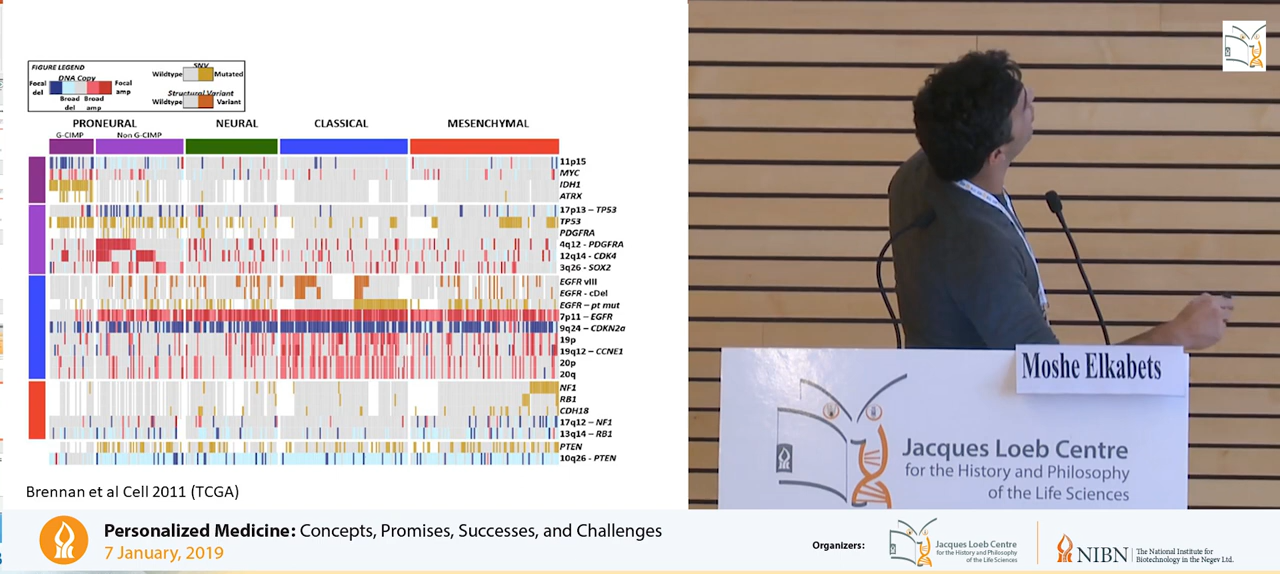 FIGURE LEGEND
DNA Copy
Focal del
Focal amp
Broad del
Broad amp
SNV
Wildtype
Mutated
Structural Variant
Wildtype
Variant
PRONEURAL
NEURAL
CLASSICAL
MESENCHYMAL
G-CIMP
Non G-CIMP
11p15
MYC
IDH1
ATRX
17p13 – TP53
TP53
PDGFRA
4q12 - PDGFRA
12q14 - CDK4
3q26 - SOX2
EGFR vIII
EGFR - cDel
EGFR – pt mut
7p11 – EGFR
9q24 – CDKN2a
19p
19q12 – CCNE1
20p
20q
NF1
RB1
CDH18
17q12 – NF1
13q14 – RB1
PTEN
10q26 - PTEN
Brennan et al Cell 2011 (TCGA)
Moshe Elkabets
Jacques Loeb Centre
for the History and Philosophy
of the Life Sciences
Personalized Medicine: Concepts, Promises, Successes, and Challenges
7 January, 2019
Organizers:
Jacques Loeb Centre
for the History and Philosophy
of the Life Sciences
NIBN
The National Institute for
Biotechnology in the Negev Ltd.